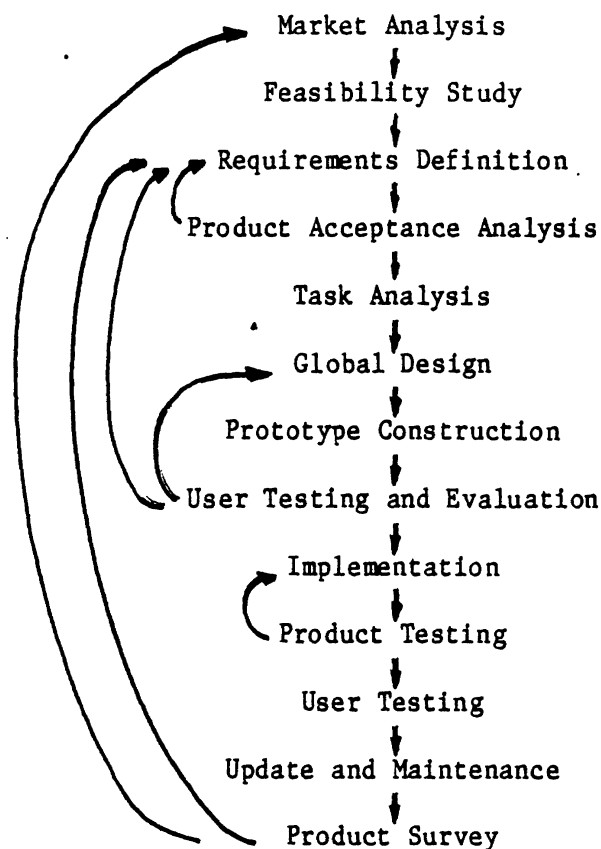 Market Analysis
Feasibility Study
Requirements Definition
Product Acceptance Analysis
Task Analysis
Global Design
Prototype Construction
User Testing and Evaluation
Implementation
Product Testing
User Testing
Update and Maintenance
Product Survey